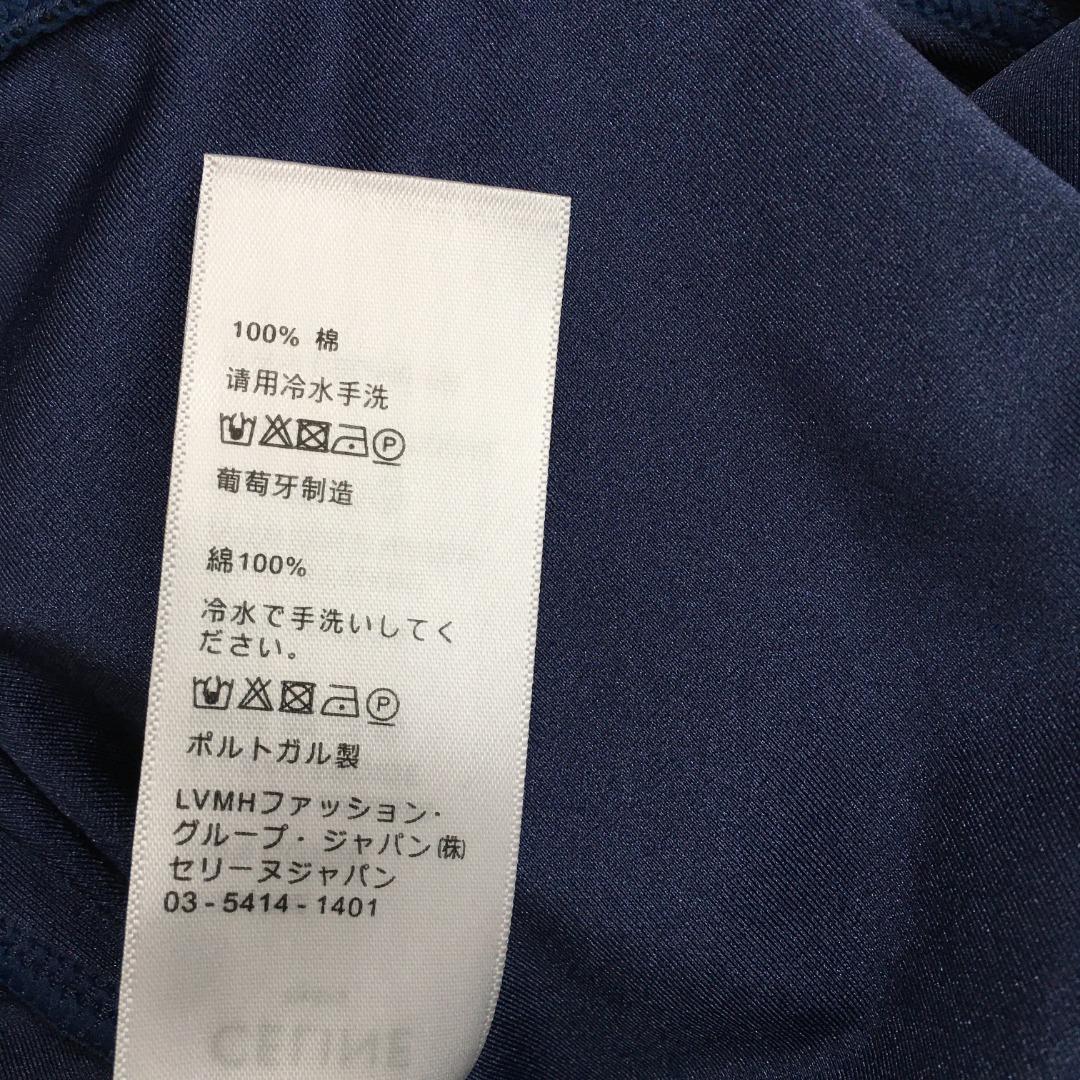 100% 棉
请用冷水手洗
P
葡萄牙制造
綿100%
冷水で手洗いしてく
ださい。
P
ポルトガル製
LVMHファッション・
グループ・ジャパン㈱
セリーヌジャパン
03-5414-1401
CELINE